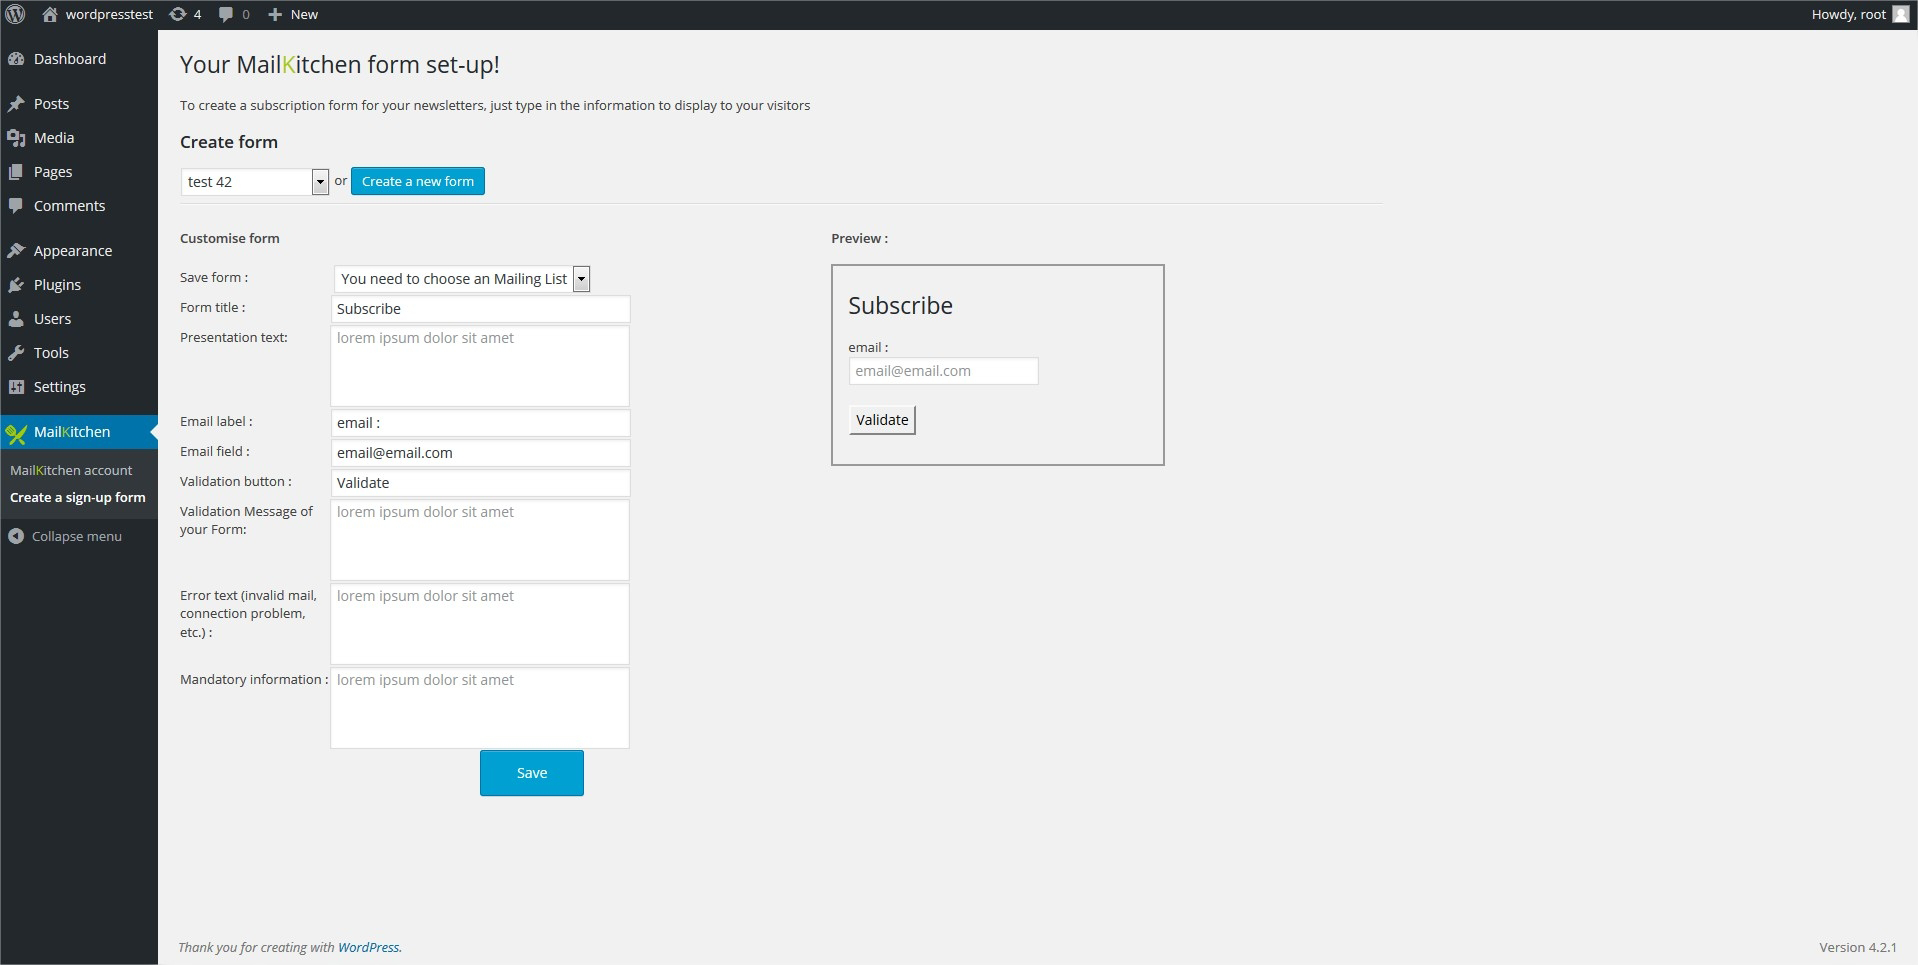 wordpresstest 4 0 New Howdy, root
Dashboard
Posts
Media
Pages
Comments
Appearance
Plugins
Users
Tools
Settings
MailKitchen
MailKitchen account
Create a sign-up form
Collapse menu
Your MailKitchen form set-up!
To create a subscription form for your newsletters, just type in the information to display to your visitors
Create form
test 42 or Create a new form
Customise form
Save form : You need to choose an Mailing List
Form title : Subscribe
Presentation text: lorem ipsum dolor sit amet
Email label : email :
Email field : email@email.com
Validation button : Validate
Validation Message of
your Form:
lorem ipsum dolor sit amet
Error text (invalid mail,
connection problem,
etc.) :
lorem ipsum dolor sit amet
Mandatory information : lorem ipsum dolor sit amet
Save
Preview :
Subscribe
email :
email@email.com
Validate
Thank you for creating with WordPress.
Version 4.2.1